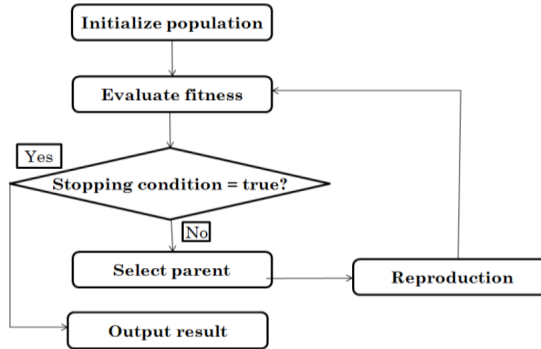 Initialize population
Evaluate fitness
Yes
Stopping condition = true?
No
Select parent
Reproduction
Output result